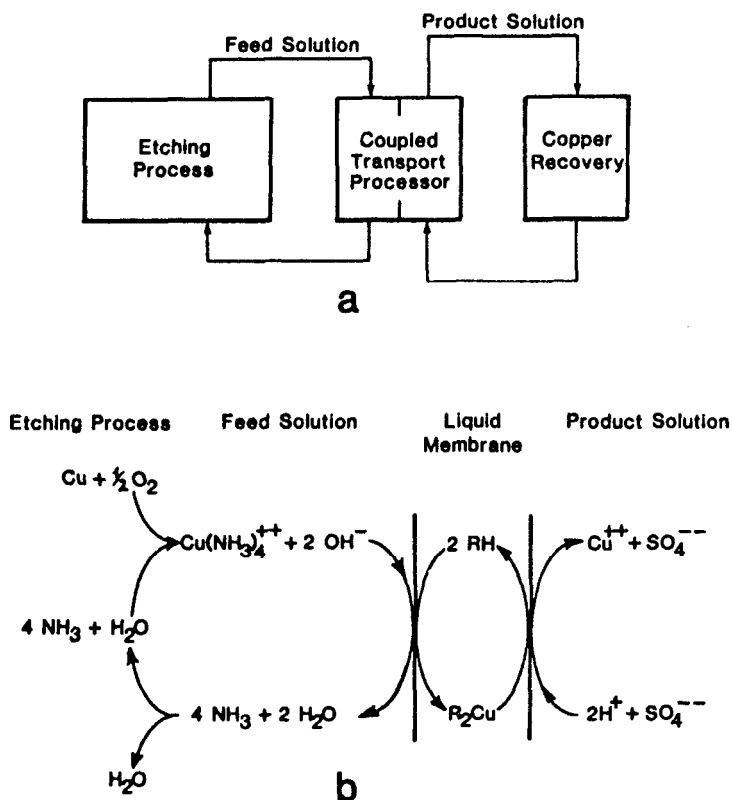 Product Solution
Feed Solution
Etching
Process
Coupled
Transport
Processor
Copper
Recovery
a
Etching Process Feed Solution Liquid Membrane Product Solution
Cu + ½ O₂
Cu(NH₃)₄⁺⁺ + 2 OH⁻ 2 RH Cu⁺⁺ + SO₄⁻⁻
4 NH₃ + H₂O
4 NH₃ + 2 H₂O R₂Cu 2H⁺ + SO₄⁻⁻
H₂O
b